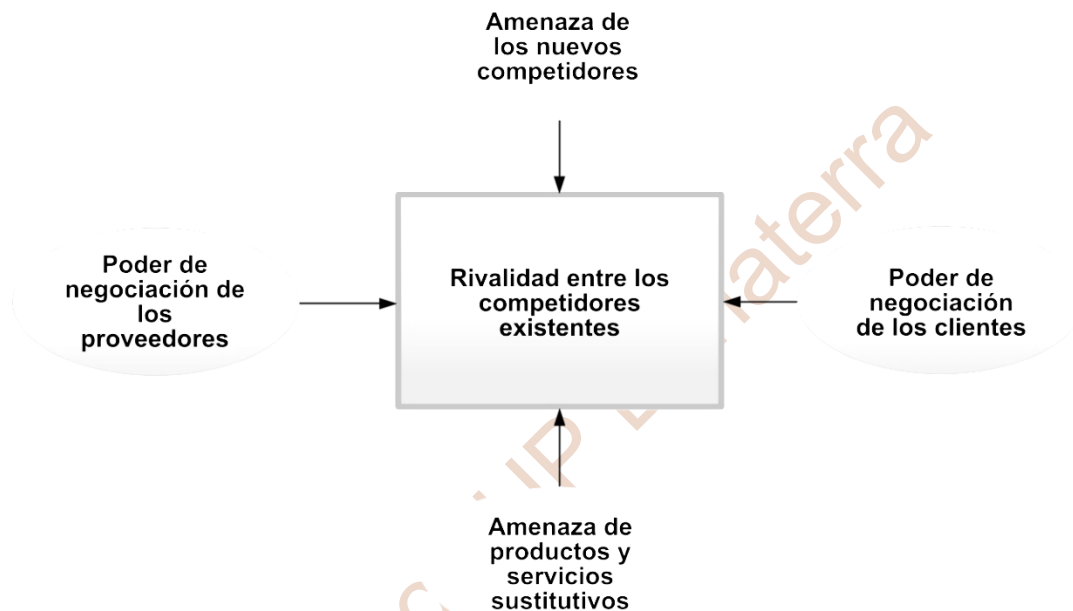 Amenaza de
los nuevos
competidores
Poder de
negociación de
los
proveedores
Rivalidad entre los
competidores
existentes
Poder de
negociación
de los clientes
Amenaza de
productos y
servicios
sustitutivos